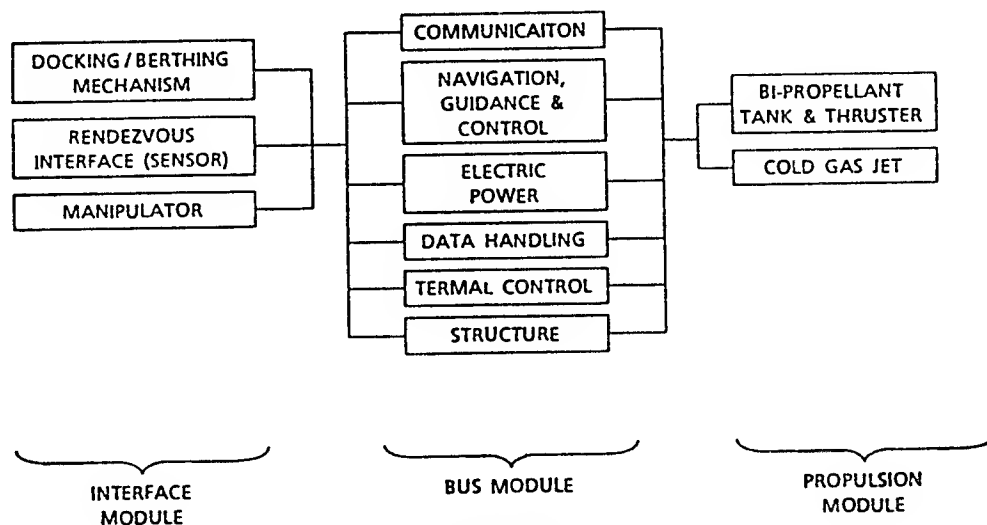 DOCKING / BERTHING
MECHANISM
RENDEZVOUS
INTERFACE (SENSOR)
MANIPULATOR
COMMUNICAITON
NAVIGATION,
GUIDANCE &
CONTROL
ELECTRIC
POWER
DATA HANDLING
TERMAL CONTROL
STRUCTURE
BI-PROPELLANT
TANK & THRUSTER
COLD GAS JET
INTERFACE
MODULE
BUS MODULE
PROPULSION
MODULE